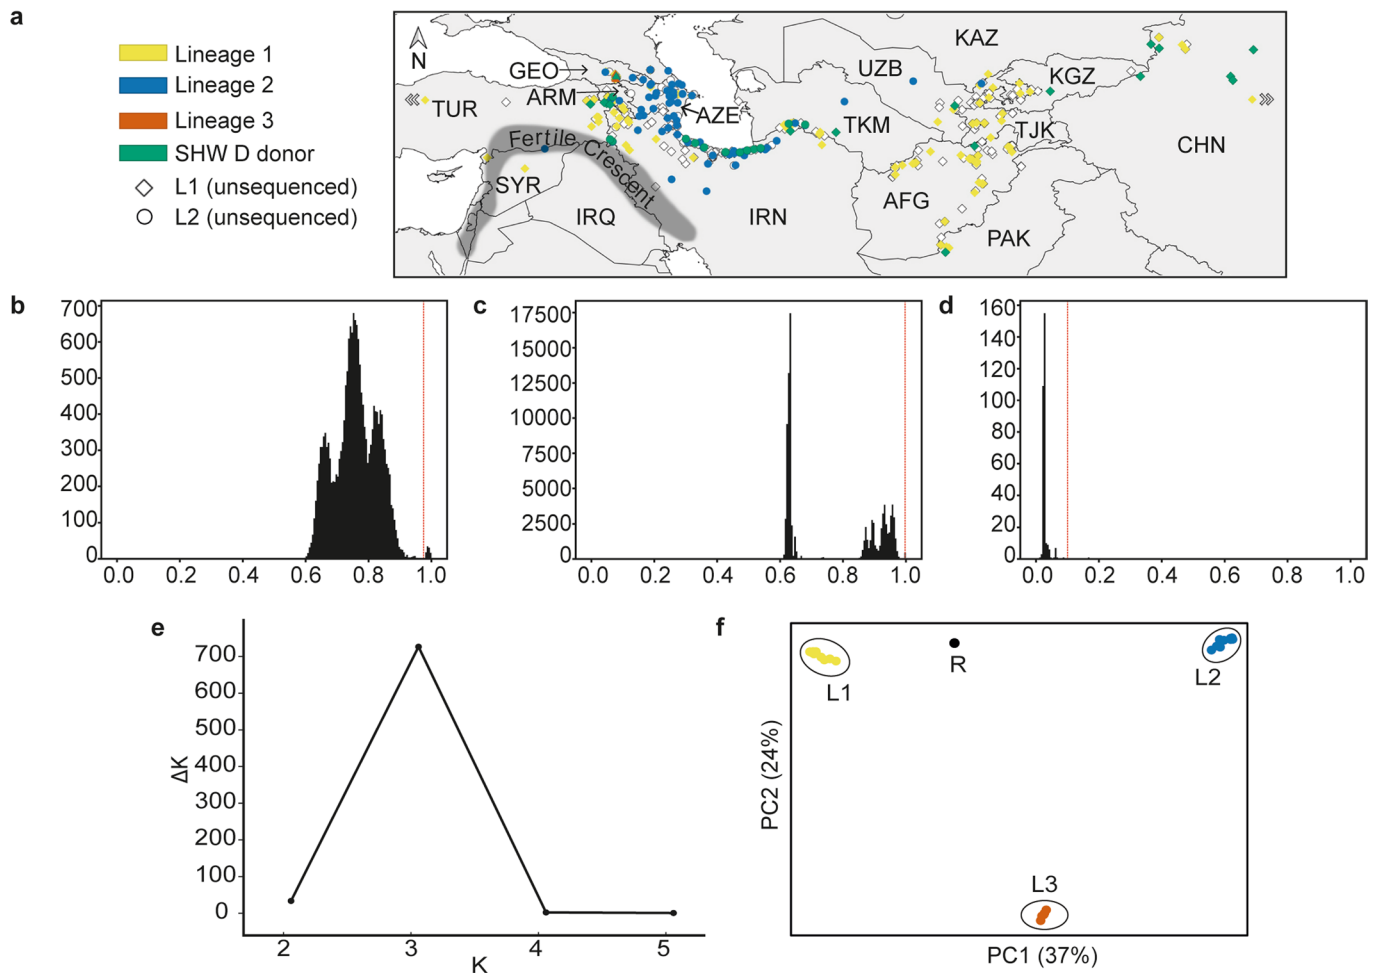 a
Lineage 1
Lineage 2
Lineage 3
SHW D donor
L1 (unsequenced)
L2 (unsequenced)
N
KAZ
GEO
UZB
KGZ
ARM
TUR
AZE
TKM
TJK
CHN
Fertile Crescent
SYR
AFG
IRQ
IRN
PAK
b
700
600
500
400
300
200
100
0
0.0 0.2 0.4 0.6 0.8 1.0
c
17500
15000
12500
10000
7500
5000
2500
0
0.0 0.2 0.4 0.6 0.8 1.0
d
160
140
120
100
80
60
40
20
0
0.0 0.2 0.4 0.6 0.8 1.0
e
700
600
500
400
300
200
100
0
ΔK
2 3 4 5
K
f
L1
R
L2
L3
PC2 (24%)
PC1 (37%)